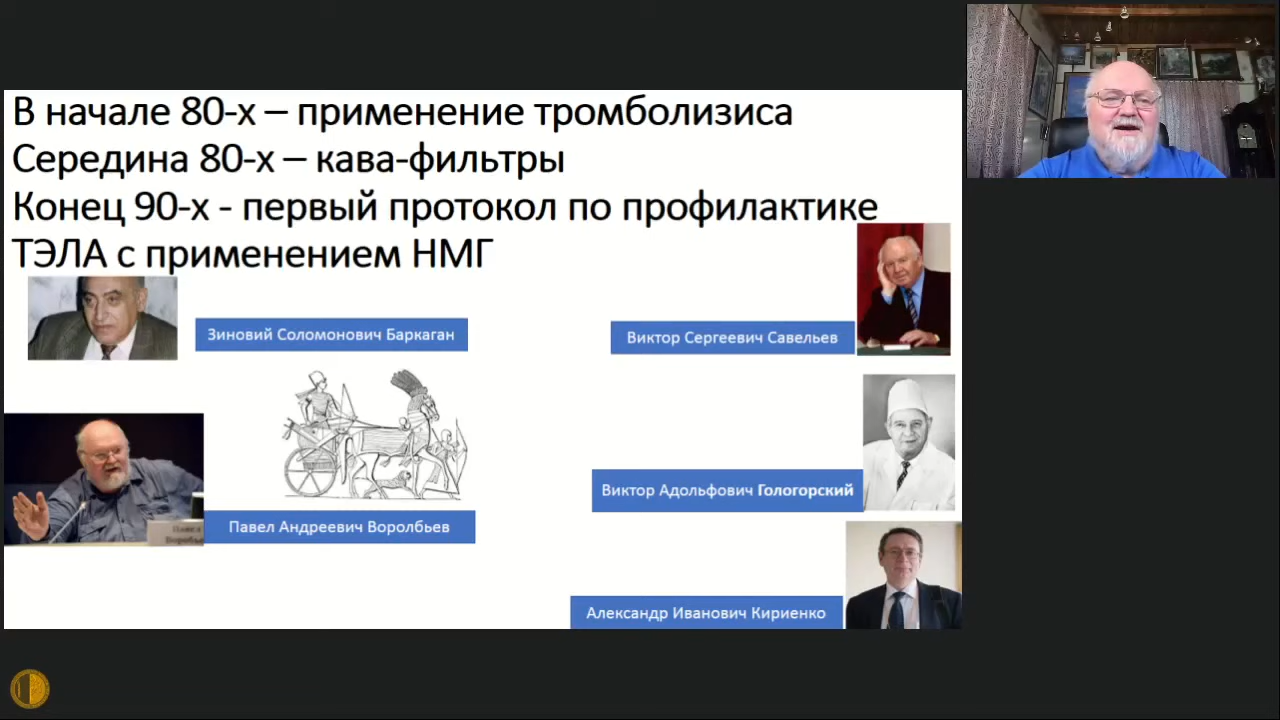 В начале 80-х – применение тромболизиса
Середина 80-х – кава-фильтры
Конец 90-х - первый протокол по профилактике
ТЭЛА с применением НМГ
Зиновий Соломонович Баркаган
Виктор Сергеевич Савельев
Виктор Адольфович Гологорский
Павел Андреевич Воролбьев
Александр Иванович Кириенко